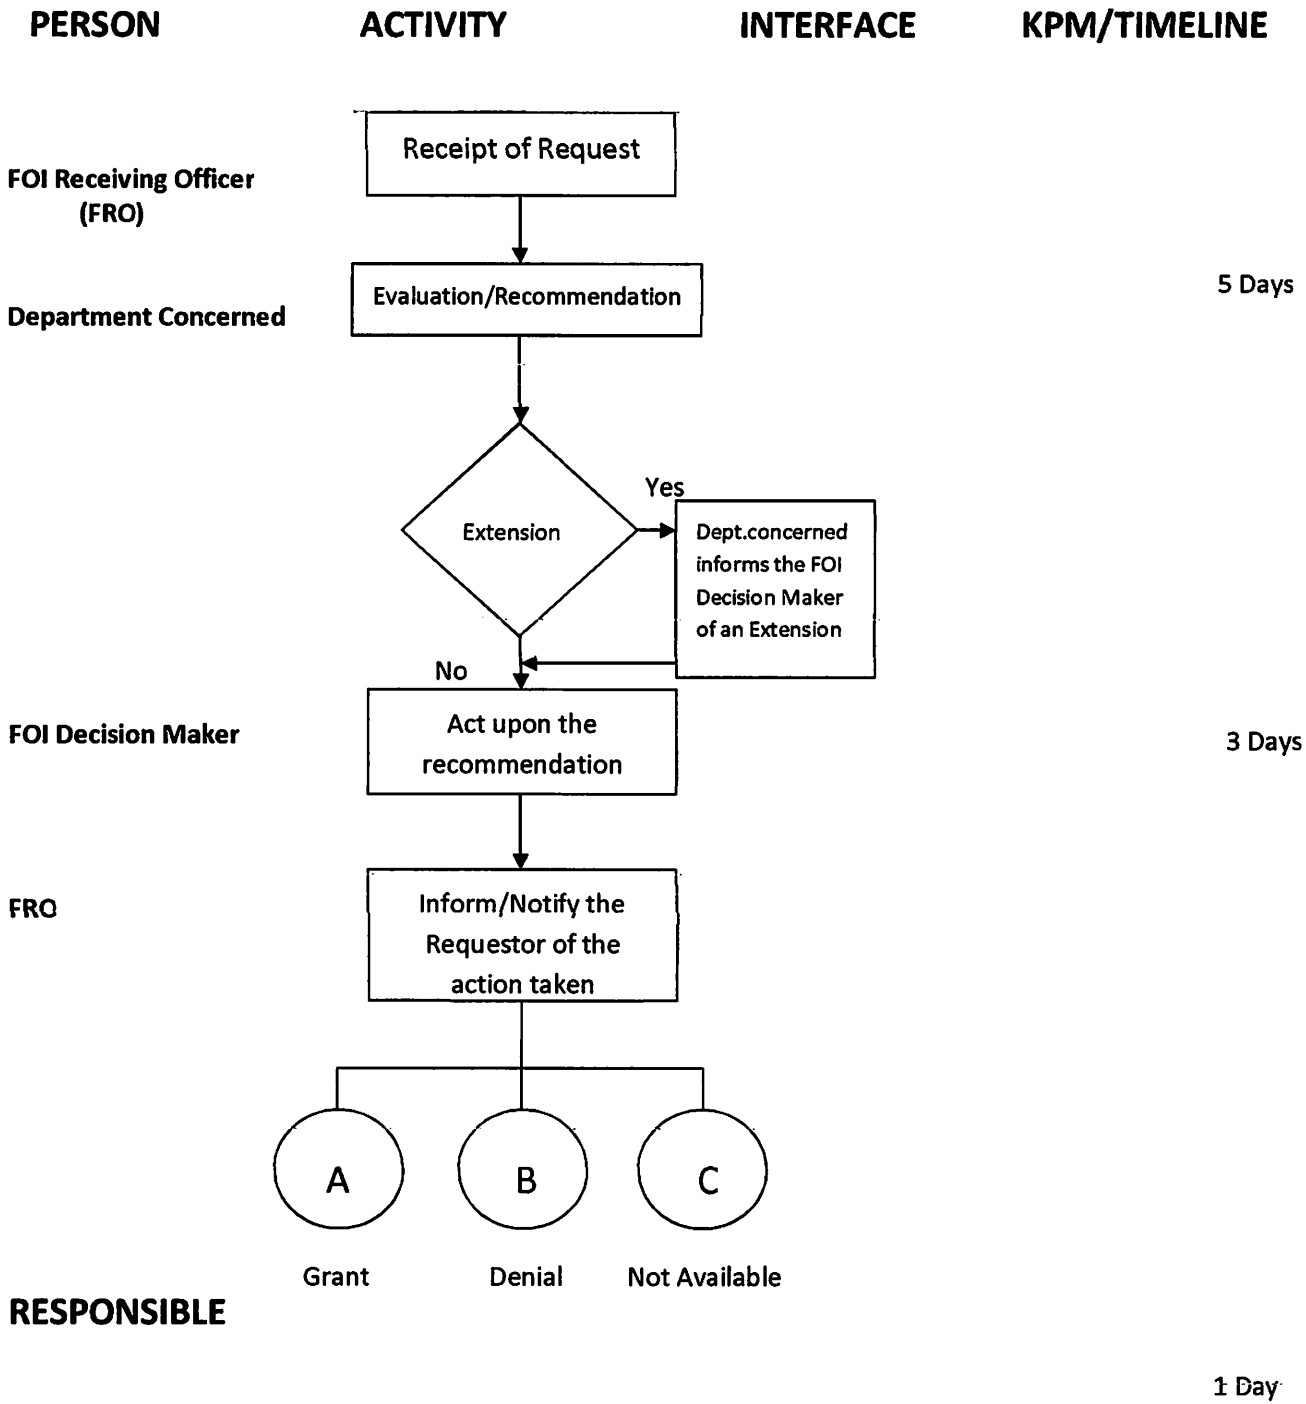 PERSON ACTIVITY INTERFACE KPM/TIMELINE
Receipt of Request
FOI Receiving Officer
(FRO)
5 Days
Evaluation/Recommendation
Department Concerned
Yes
Extension
Dept.concerned
informs the FOI
Decision Maker
of an Extension
No
Act upon the
recommendation
FOI Decision Maker
3 Days
FRO
Inform/Notify the
Requestor of the
action taken
A B C
Grant Denial Not Available
RESPONSIBLE
1 Day